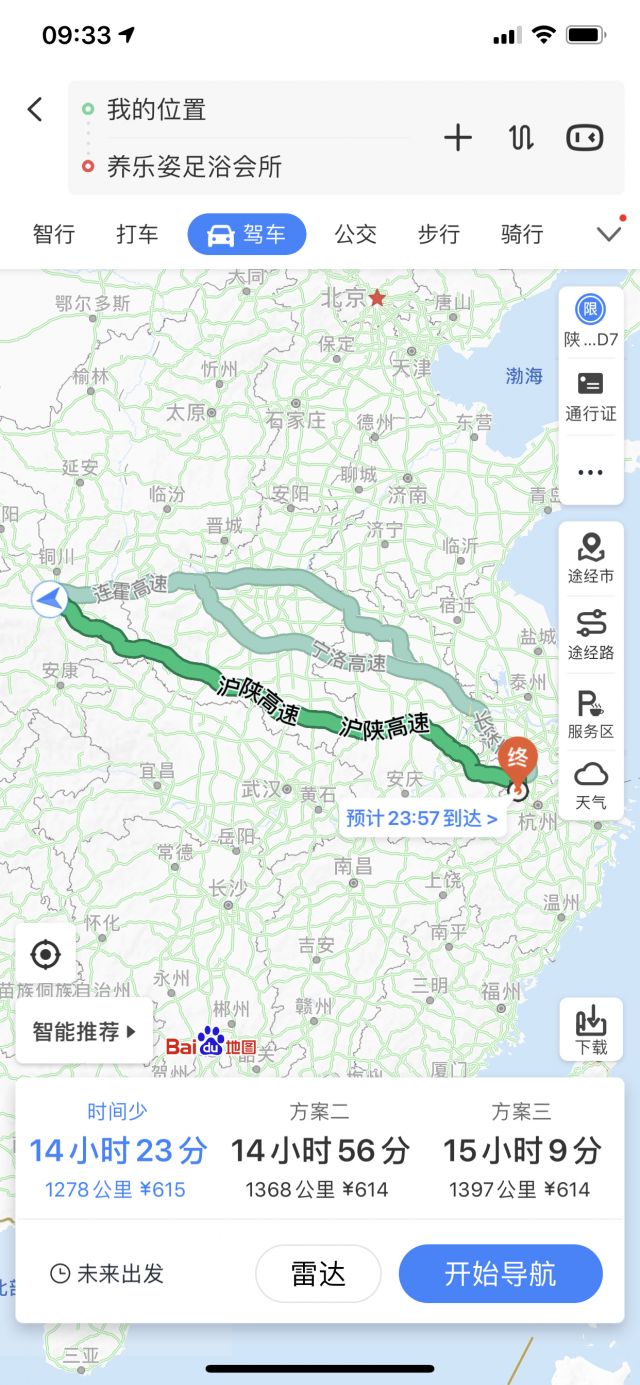 09:33
我的位置
养乐姿足浴会所
智行 打车 驾车 公交 步行 骑行
大同
鄂尔多斯
北京
唐山
限
陕...D7
保定
天津
渤海
忻州
榆林
通行证
太原
石家庄
德州
东营
延安
聊城
济南
临汾
安阳
青岛
阳
晋城
济宁
临沂
铜川
途经市
连霍高速
宿迁
盐城
途经路
宁洛高速
安康
泰州
沪陕高速
沪陕高速
长深
服务区
终
宜昌
武汉
黄石
安庆
天气
预计23:57到达 >
杭州
岳阳
常德
南昌
长沙
上饶
温州
怀化
吉安
南平
苗族侗族自治州
永州
三明
福州
郴州
赣州
智能推荐
Bai du 地图
韶关
下载
贺州
梅州
厦门
时间少 方案二 方案三
14小时23分 14小时56分 15小时9分
1278公里 ¥615 1368公里 ¥614 1397公里 ¥614
未来出发 雷达 开始导航
北部
三亚